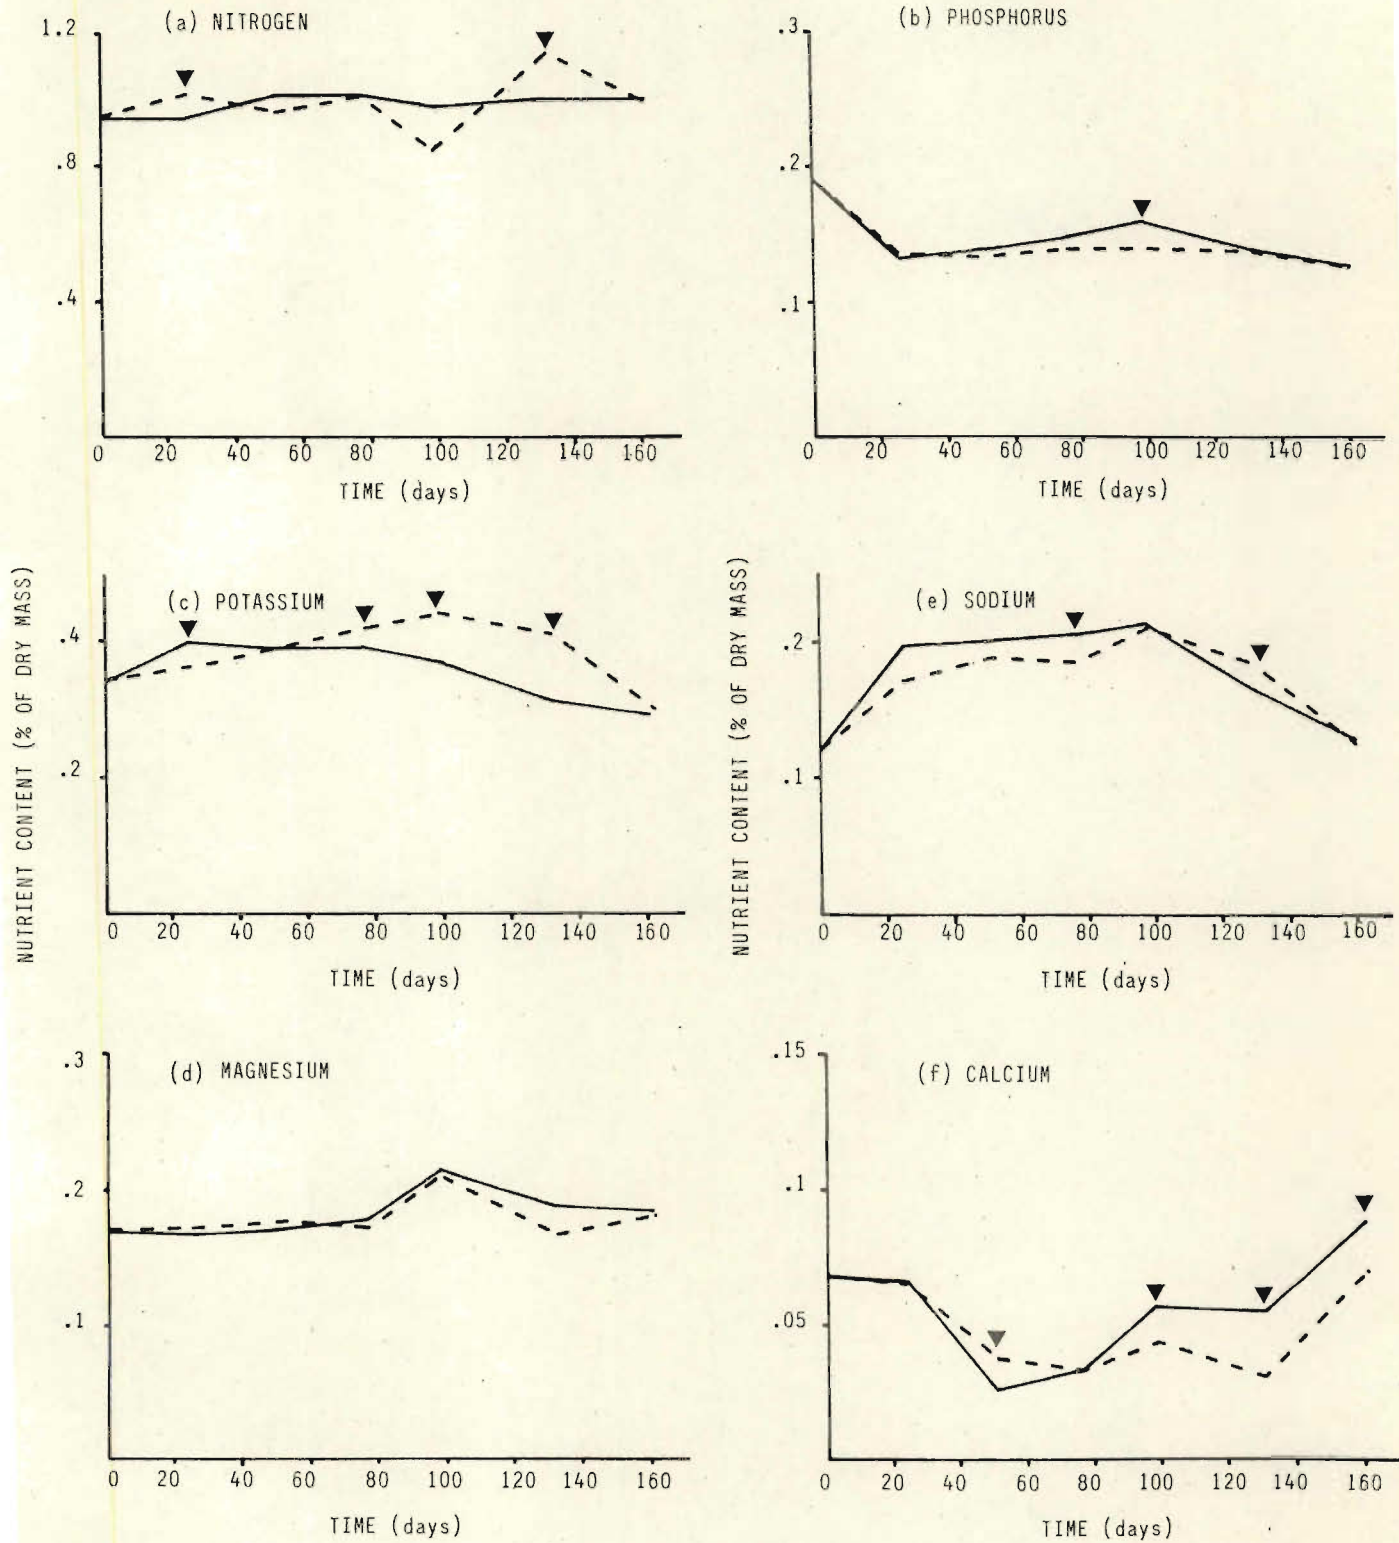 (a) NITROGEN
1.2
.8
.4
0 20 40 60 80 100 120 140 160
TIME (days)
(b) PHOSPHORUS
.3
.2
.1
0 20 40 60 80 100 120 140 160
TIME (days)
NUTRIENT CONTENT (% OF DRY MASS)
(c) POTASSIUM
.4
.2
0 20 40 60 80 100 120 140 160
TIME (days)
NUTRIENT CONTENT (% OF DRY MASS)
(e) SODIUM
.2
.1
0 20 40 60 80 100 120 140 160
TIME (days)
(d) MAGNESIUM
.3
.2
.1
0 20 40 60 80 100 120 140 160
TIME (days)
(f) CALCIUM
.15
.1
.05
0 20 40 60 80 100 120 140 160
TIME (days)